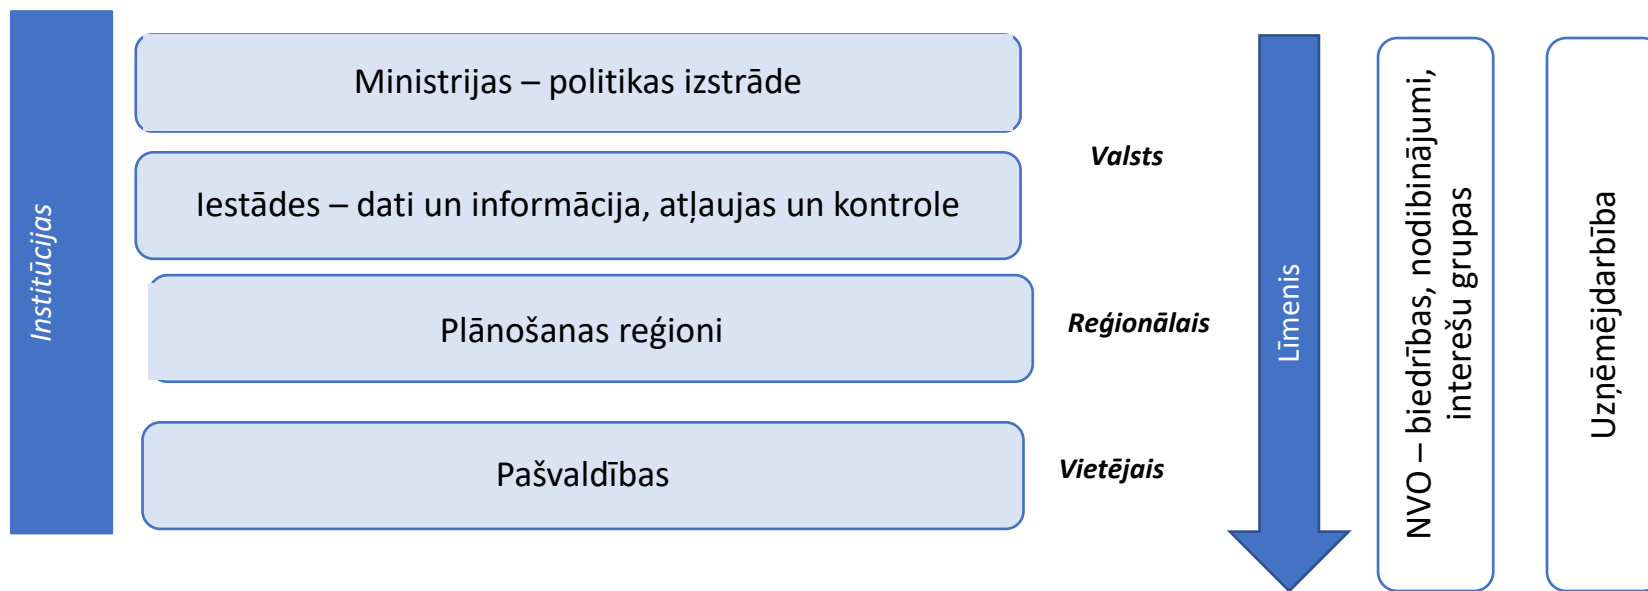 Institūcijas
Ministrijas – politikas izstrāde
Iestādes – dati un informācija, atļaujas un kontrole
Plānošanas reģioni
Pašvaldības
Valsts
Reģionālais
Vietējais
Līmenis
NVO – biedrības, nodibinājumi,
interešu grupas
Uzņēmējdarbība